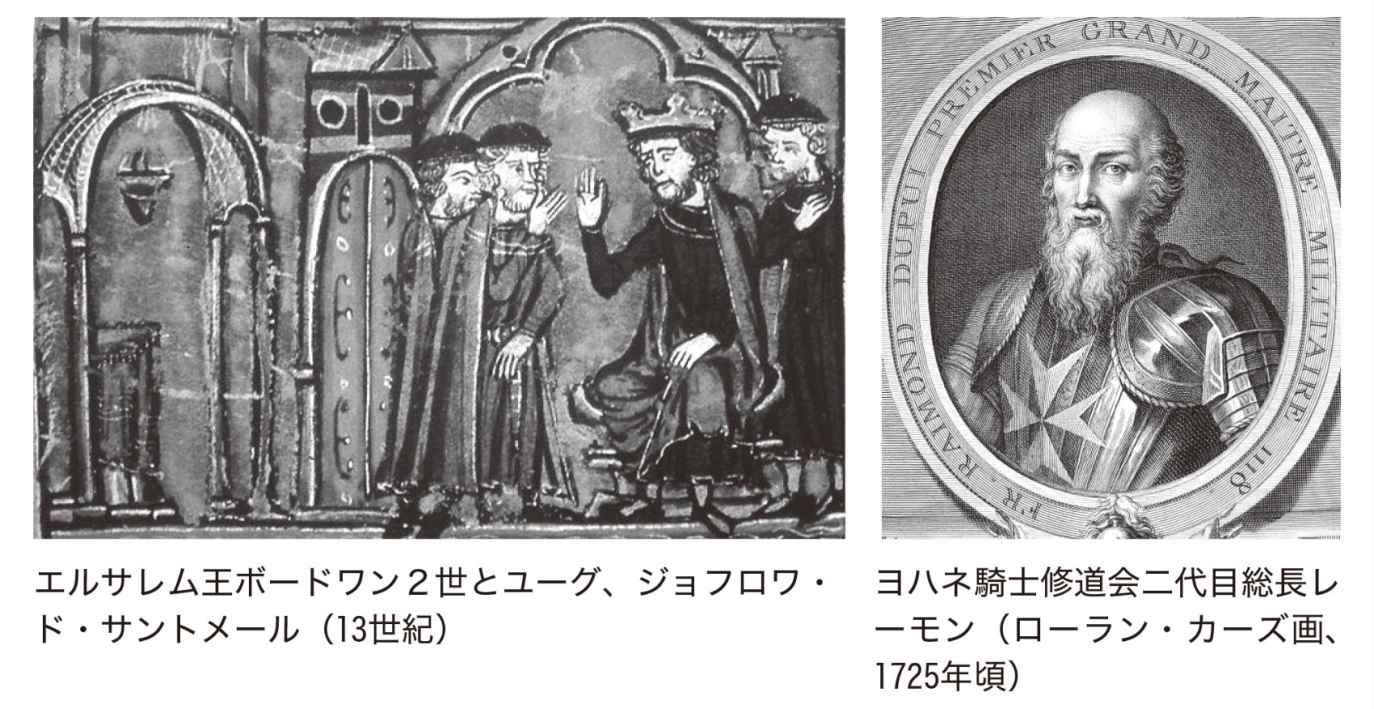 エルサレム王ボードワン２世とユーグ、ジョフロワ・
ド・サントメール（13世紀）
FR. RAIMOND DUPUI PREMIER GRAND MAITRE MILITAIRE 1118.
ヨハネ騎士修道会二代目総長レ
ーモン（ローラン・カーズ画、
1725年頃）